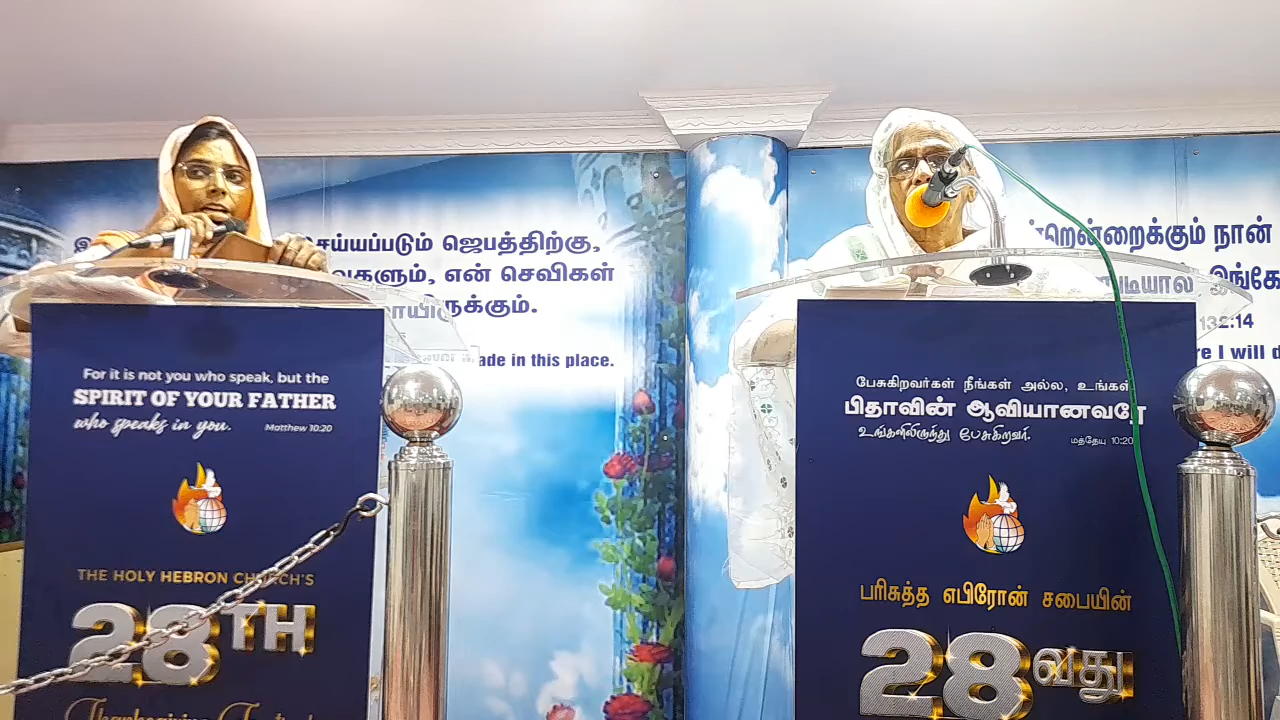 செய்யப்படும் ஜெபத்திற்கு,
என் செவிகள்
ade in this place.
நான்
இங்கே
132:14
re I will d
For it is not you who speak, but the
SPIRIT OF YOUR FATHER
who speaks in you. Matthew 10:20
THE HOLY HEBRON CHURCH'S
28TH
Thanksgiving Festival
பேசுகிறவர்கள் நீங்கள் அல்ல, உங்கள்
பிதாவின் ஆவியானவரே
உங்களிலிருந்து பேசுகிறவர். மத்தேயு 10:20
பரிசுத்த எபிரோன் சபையின்
28வது